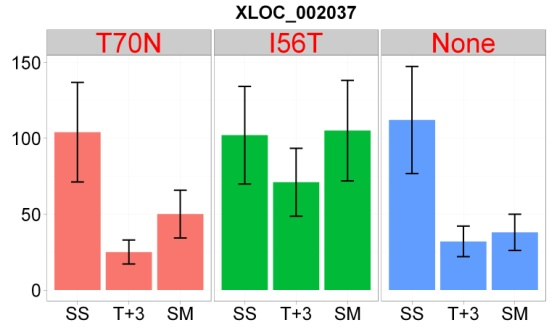 XLOC_002037
T70N I56T None
150
100
50
0
SS T+3 SM SS T+3 SM SS T+3 SM